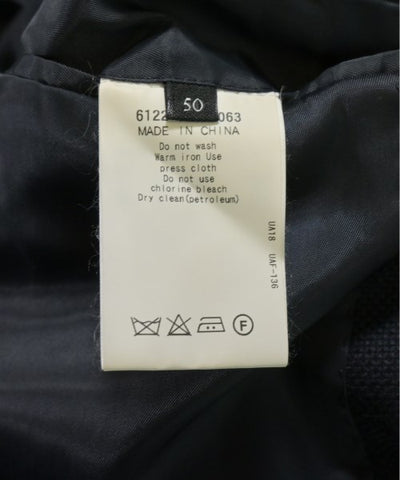 50
6122 063
MADE IN CHINA
Do not wash
Warm iron Use
press cloth
Do not use
chlorine bleach
Dry clean(petroleum)
UA18 UAF-136
F